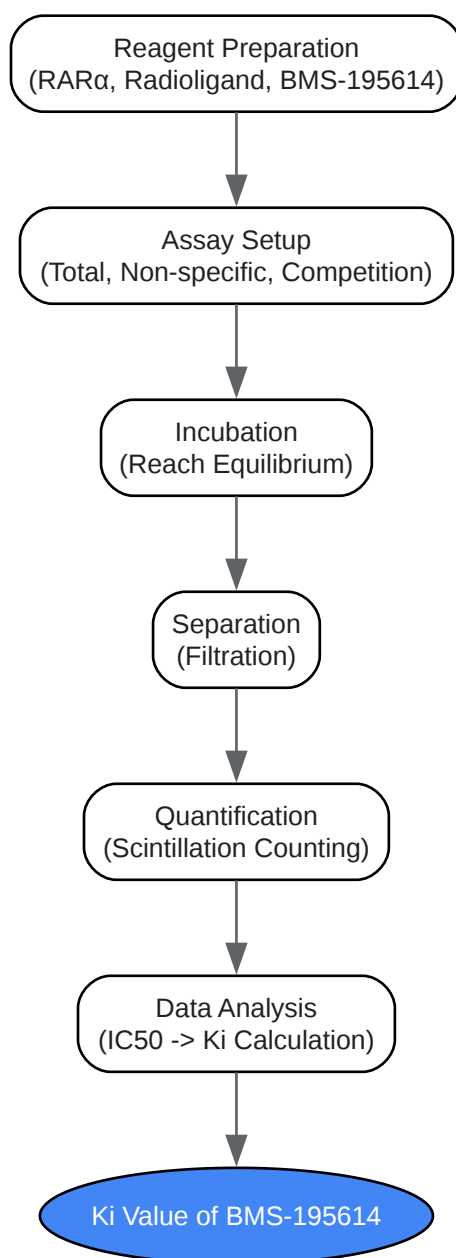 Reagent Preparation
(RARα, Radioligand, BMS-195614)
Assay Setup
(Total, Non-specific, Competition)
Incubation
(Reach Equilibrium)
Separation
(Filtration)
Quantification
(Scintillation Counting)
Data Analysis
(IC50 -> Ki Calculation)
Ki Value of BMS-195614